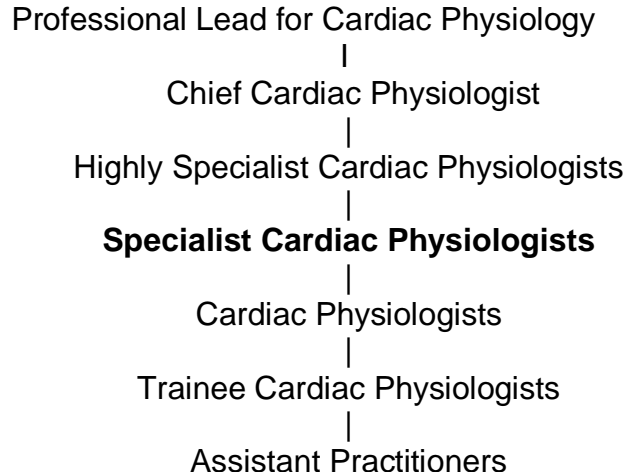 Professional Lead for Cardiac Physiology
|
Chief Cardiac Physiologist
|
Highly Specialist Cardiac Physiologists
|
Specialist Cardiac Physiologists
|
Cardiac Physiologists
|
Trainee Cardiac Physiologists
|
Assistant Practitioners